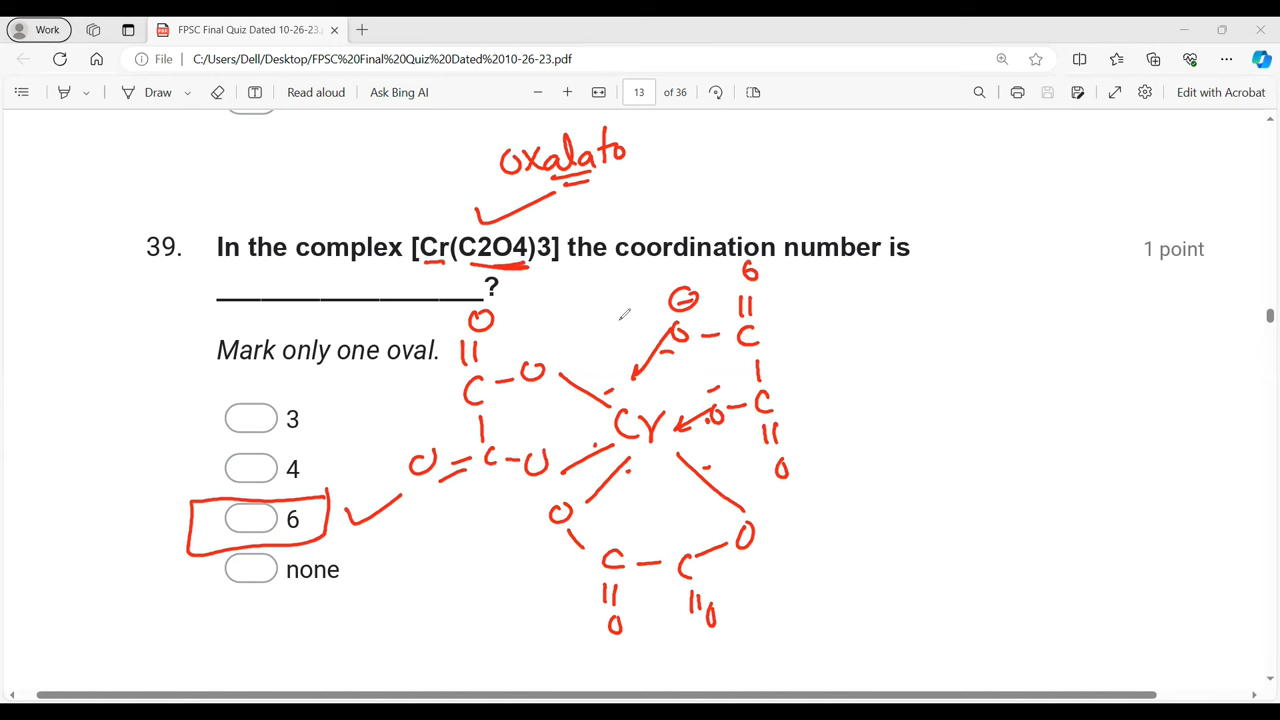 Work
FPSC Final Quiz Dated 10-26-23.
File
C:/Users/Dell/Desktop/FPSC%20Final%20Quiz%20Dated%2010-26-23.pdf
Draw
Read aloud
Ask Bing AI
13 of 36
Edit with Acrobat
oxalato
39. In the complex [Cr(C2O4)3] the coordination number is 1 point
____________________?
Mark only one oval.
3
4
6
none
O
O
C - O
O - C
Cr
C
O - C
O = C - O
O
O
O
C - C
O
O